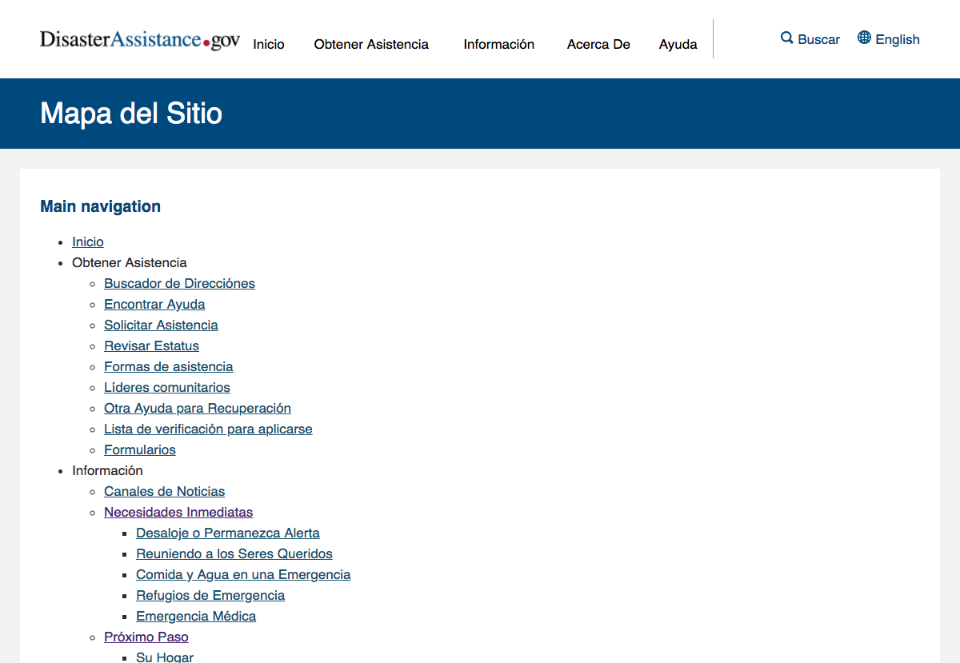 DisasterAssistance.gov Inicio Obtener Asistencia Información Acerca De Ayuda Buscar English
Mapa del Sitio
Main navigation
Inicio
Obtener Asistencia
Buscador de Direcciónes
Encontrar Ayuda
Solicitar Asistencia
Revisar Estatus
Formas de asistencia
Líderes comunitarios
Otra Ayuda para Recuperación
Lista de verificación para aplicarse
Formularios
Información
Canales de Noticias
Necesidades Inmediatas
Desaloje o Permanezca Alerta
Reuniendo a los Seres Queridos
Comida y Agua en una Emergencia
Refugios de Emergencia
Emergencia Médica
Próximo Paso
Su Hogar